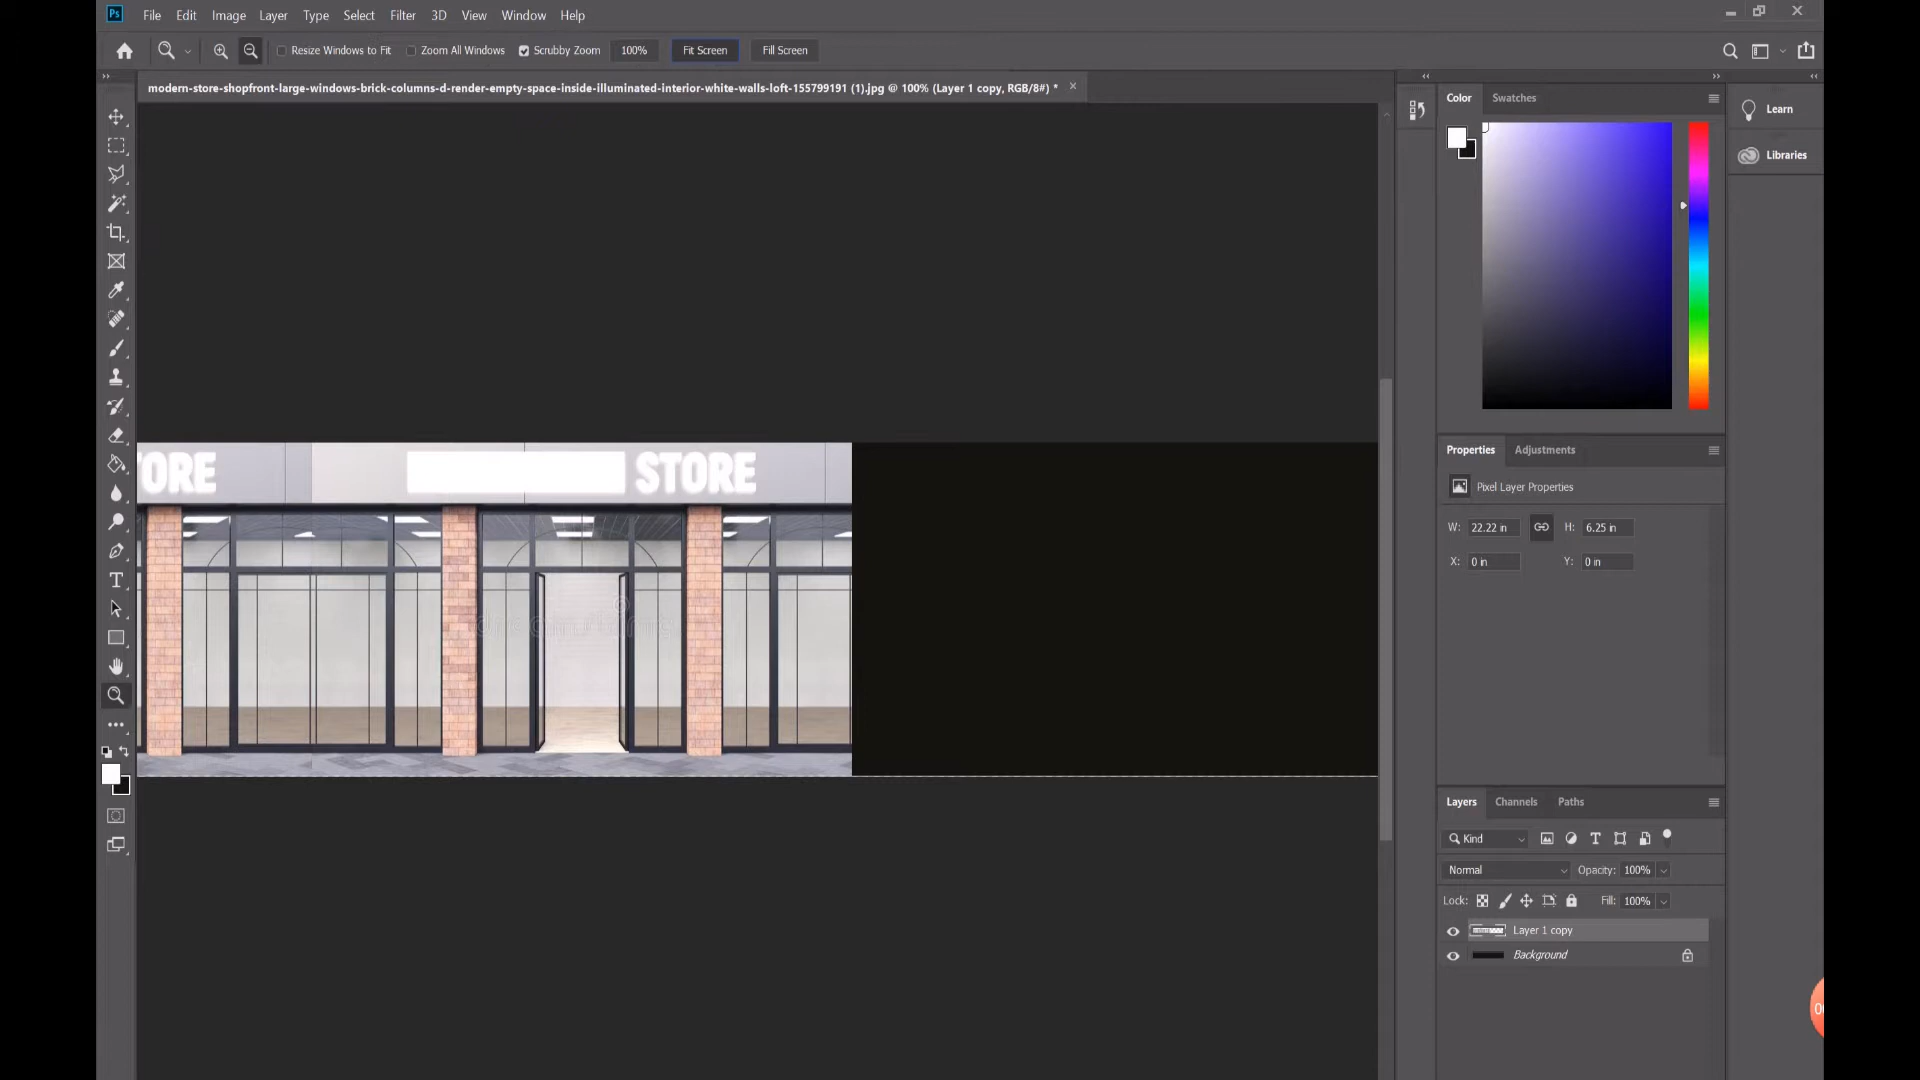 Ps File Edit Image Layer Type Select Filter 3D View Window Help
Resize Windows to Fit Zoom All Windows Scrubby Zoom 100% Fit Screen Fill Screen
modern-store-shopfront-large-windows-brick-columns-d-render-empty-space-inside-illuminated-interior-white-walls-loft-155799191 (1).jpg @ 100% (Layer 1 copy, RGB/8#) *
Color Swatches
Learn
Libraries
TORE STORE
Properties Adjustments
Pixel Layer Properties
W: 22.22 in H: 6.25 in
X: 0 in Y: 0 in
Layers Channels Paths
Kind
Normal Opacity: 100%
Lock: Fill: 100%
Layer 1 copy
Background